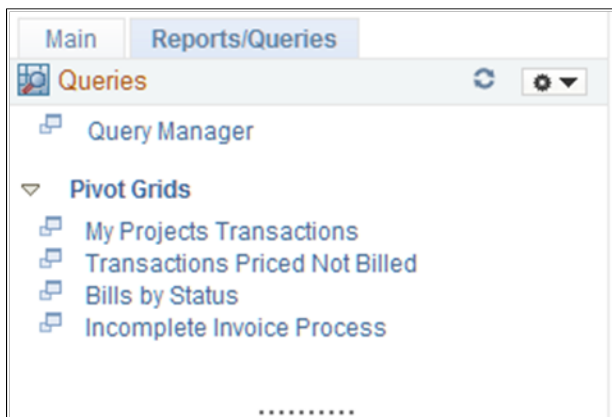 Main Reports/Queries
Queries
Query Manager
Pivot Grids
My Projects Transactions
Transactions Priced Not Billed
Bills by Status
Incomplete Invoice Process